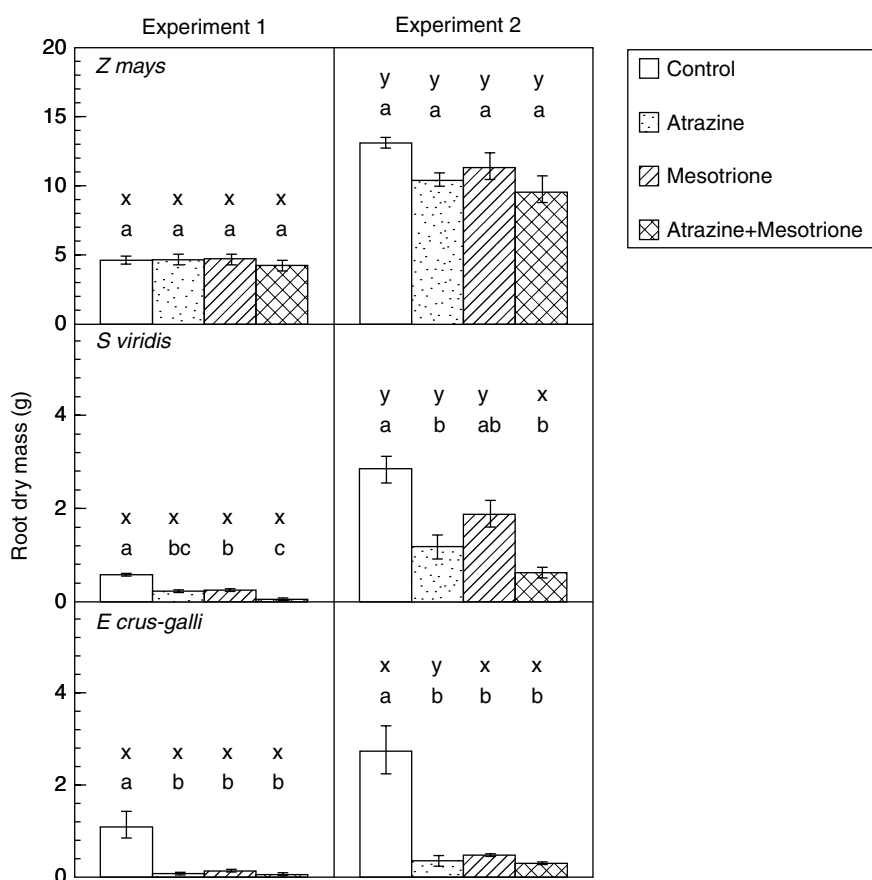 Experiment 1 Experiment 2
Z mays
20
15
10
5
0
x x x x
a a a a
y y y y
a a a a
S viridis
4
2
0
x x x x
a bc b c
y y y x
a b ab b
E crus-galli
4
2
0
x x x x
a b b b
x y x x
a b b b
Root dry mass (g)
Control
Atrazine
Mesotrione
Atrazine+Mesotrione